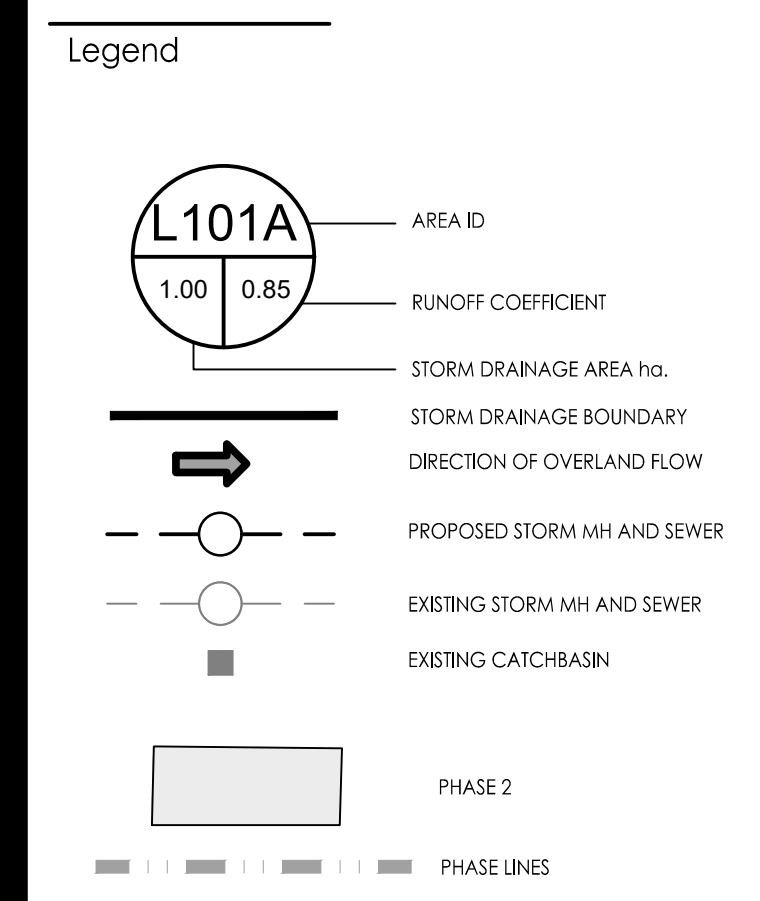 Legend
L101A
AREA ID
1.00 0.85
RUNOFF COEFFICIENT
STORM DRAINAGE AREA ha.
STORM DRAINAGE BOUNDARY
DIRECTION OF OVERLAND FLOW
PROPOSED STORM MH AND SEWER
EXISTING STORM MH AND SEWER
EXISTING CATCHBASIN
PHASE 2
PHASE LINES